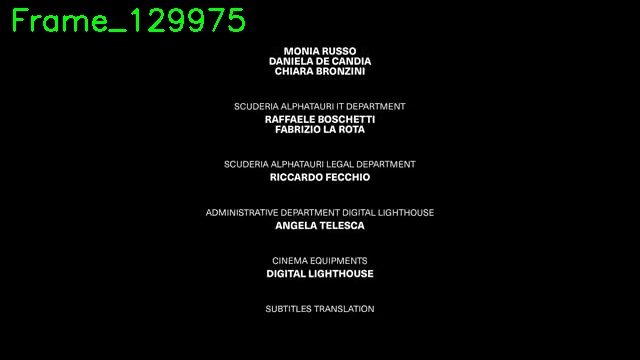 Frame_129975
MONIA RUSSO
DANIELA DE CANDIA
CHIARA BRONZINI
SCUDERIA ALPHATAURI IT DEPARTMENT
RAFFAELE BOSCHETTI
FABRIZIO LA ROTA
SCUDERIA ALPHATAURI LEGAL DEPARTMENT
RICCARDO FECCHIO
ADMINISTRATIVE DEPARTMENT DIGITAL LIGHTHOUSE
ANGELA TELESCA
CINEMA EQUIPMENTS
DIGITAL LIGHTHOUSE
SUBTITLES TRANSLATION